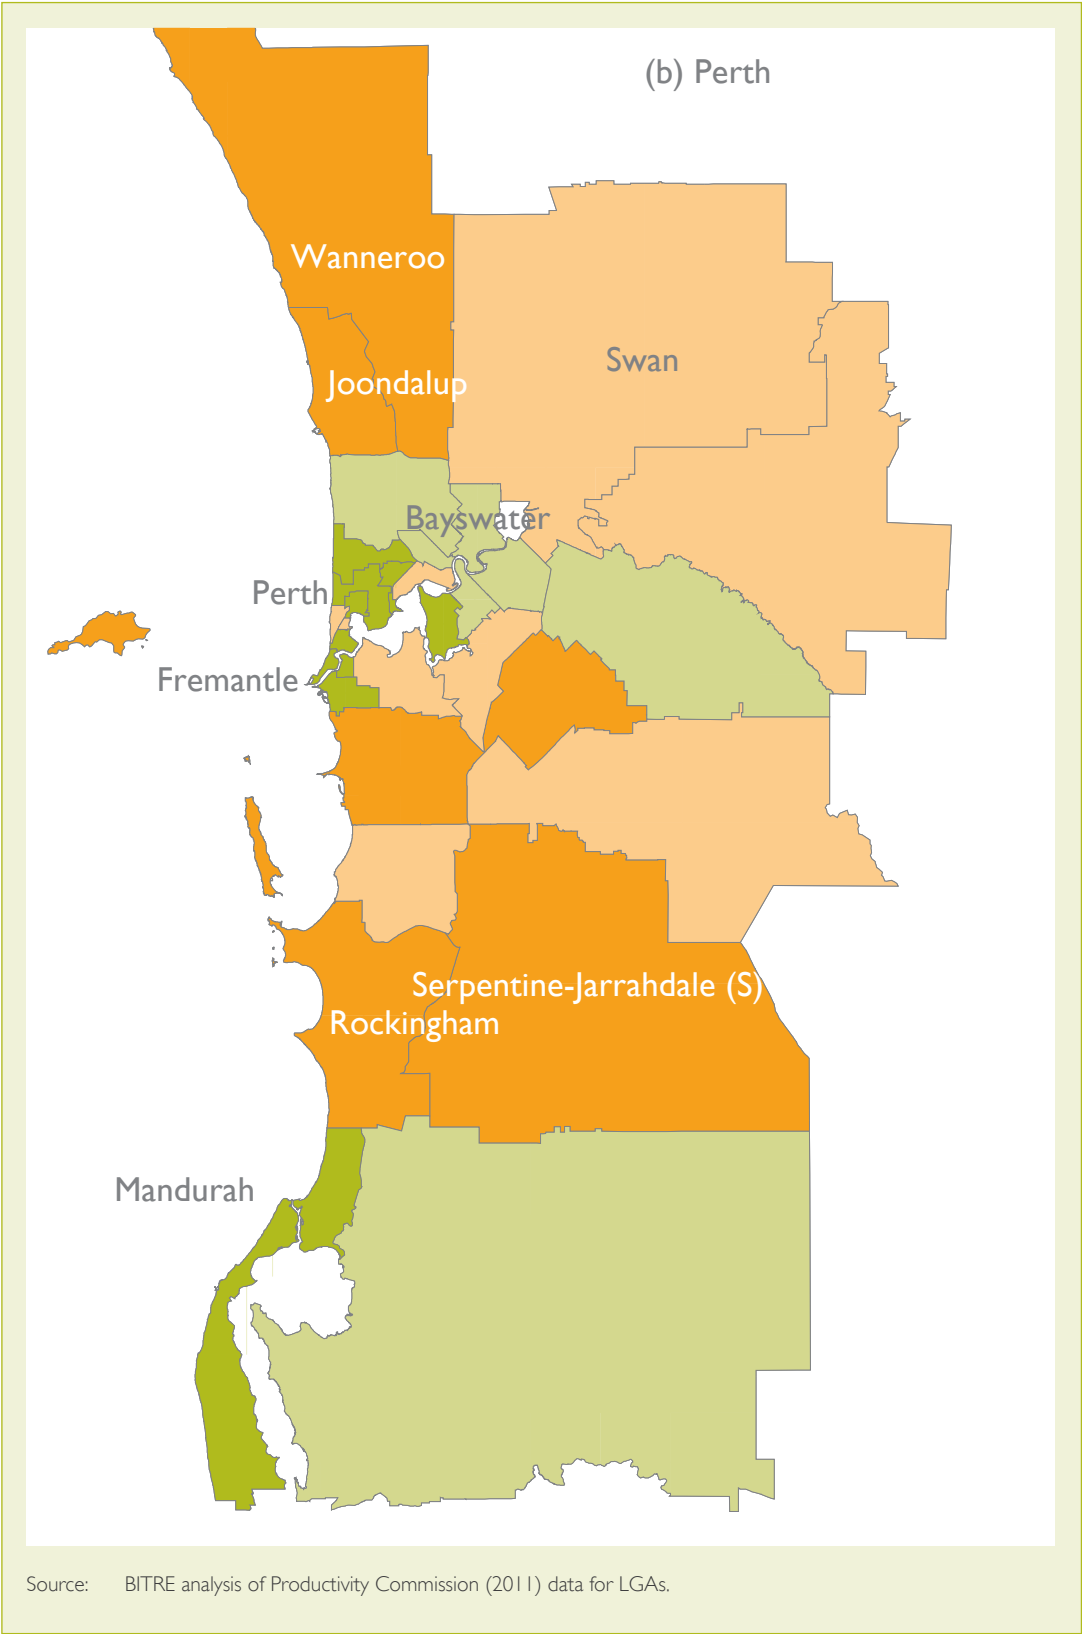 (b) Perth
Wanneroo
Swan
Joondalup
Bayswater
Perth
Fremantle
Serpentine-Jarrahdale (S)
Rockingham
Mandurah
Source: BITRE analysis of Productivity Commission (2011) data for LGAs.